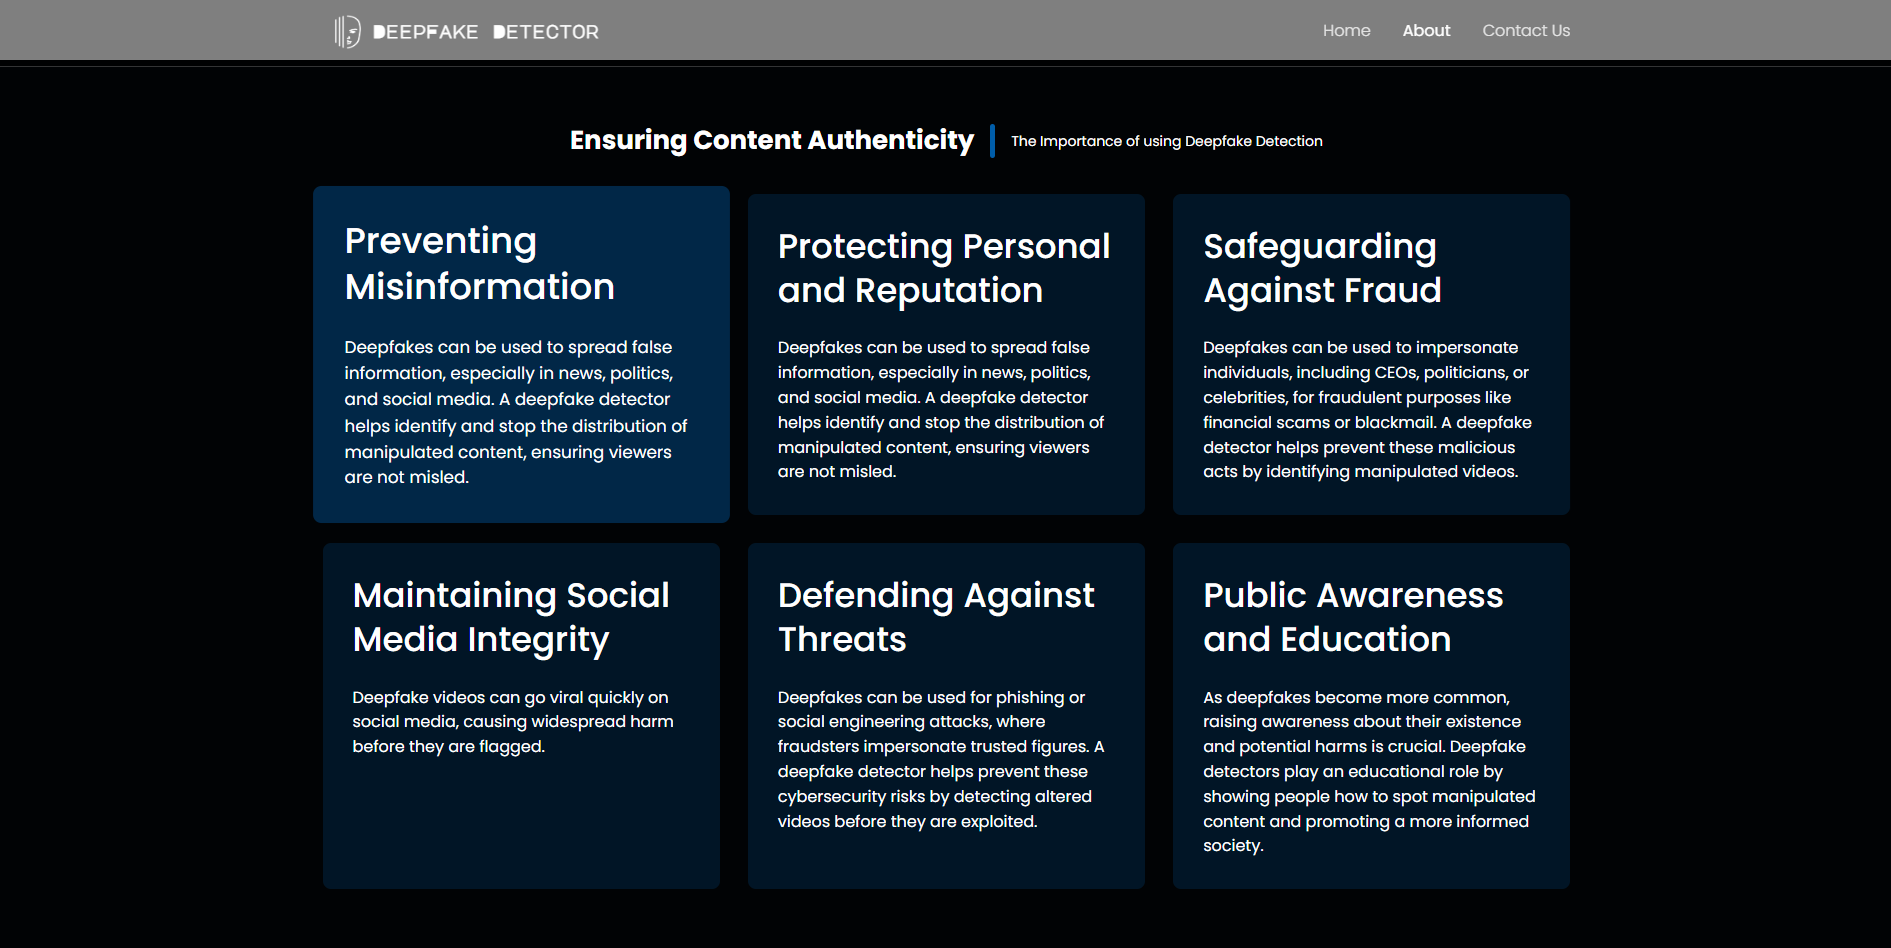 DEEPFAKE DETECTOR
Home
About
Contact Us
Ensuring Content Authenticity
The Importance of using Deepfake Detection
Preventing
Misinformation
Deepfakes can be used to spread false
information, especially in news, politics,
and social media. A deepfake detector
helps identify and stop the distribution of
manipulated content, ensuring viewers
are not misled.
Protecting Personal
and Reputation
Deepfakes can be used to spread false
information, especially in news, politics,
and social media. A deepfake detector
helps identify and stop the distribution of
manipulated content, ensuring viewers
are not misled.
Safeguarding
Against Fraud
Deepfakes can be used to impersonate
individuals, including CEOs, politicians, or
celebrities, for fraudulent purposes like
financial scams or blackmail. A deepfake
detector helps prevent these malicious
acts by identifying manipulated videos.
Maintaining Social
Media Integrity
Deepfake videos can go viral quickly on
social media, causing widespread harm
before they are flagged.
Defending Against
Threats
Deepfakes can be used for phishing or
social engineering attacks, where
fraudsters impersonate trusted figures. A
deepfake detector helps prevent these
cybersecurity risks by detecting altered
videos before they are exploited.
Public Awareness
and Education
As deepfakes become more common,
raising awareness about their existence
and potential harms is crucial. Deepfake
detectors play an educational role by
showing people how to spot manipulated
content and promoting a more informed
society.